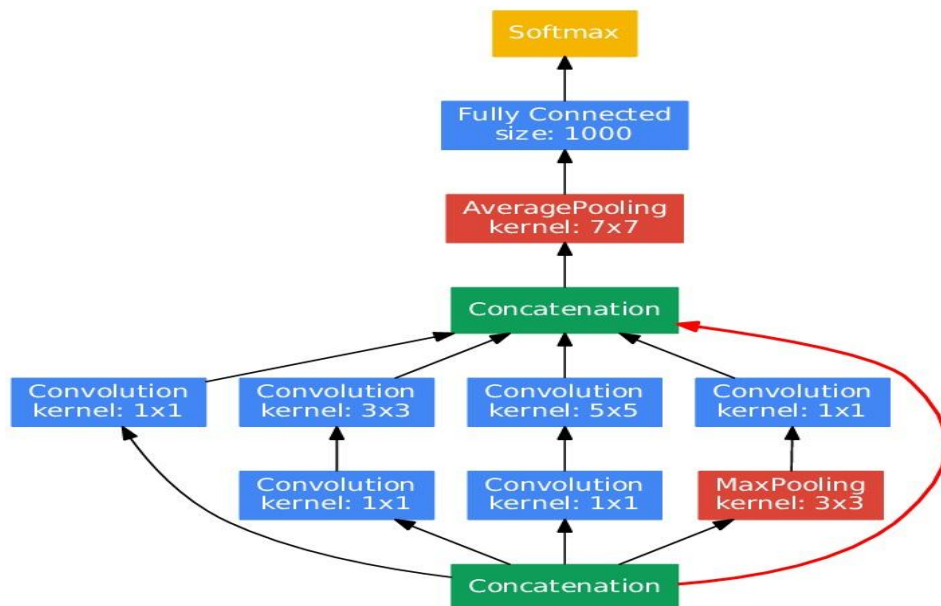 Softmax
Fully Connected
size: 1000
AveragePooling
kernel: 7x7
Concatenation
Convolution
kernel: 1x1
Convolution
kernel: 3x3
Convolution
kernel: 5x5
Convolution
kernel: 1x1
Convolution
kernel: 1x1
Convolution
kernel: 1x1
MaxPooling
kernel: 3x3
Concatenation